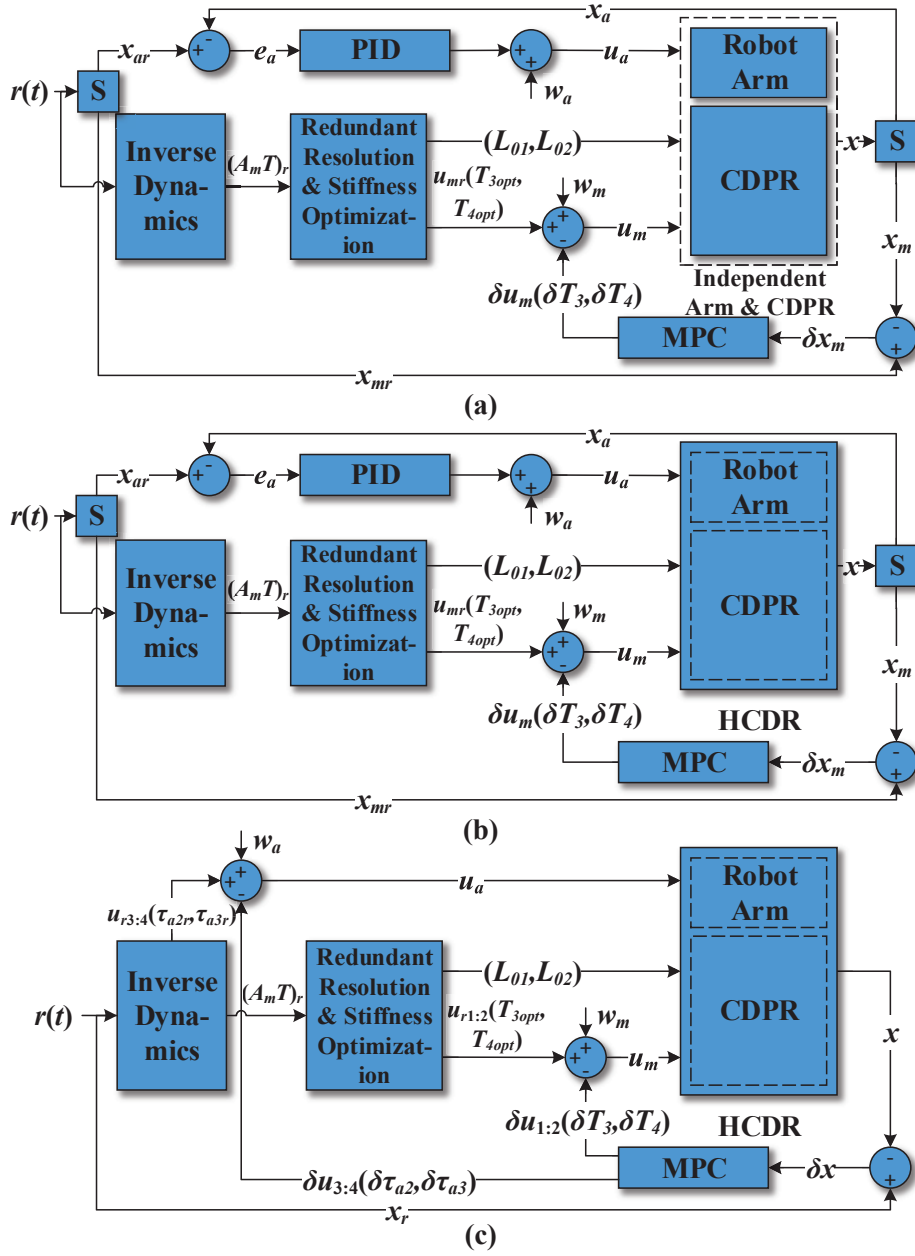 x_a
x_ar
+ -
e_a
PID
+
+
u_a
w_a
Robot
Arm
r(t)
S
Inverse
Dyna-
mics
(A_mT)_r
Redundant
Resolution
& Stiffness
Optimizat-
ion
(L_01,L_02)
u_mr(T_3opt,
T_4opt)
w_m
+
+
-
u_m
CDPR
x
S
x_m
Independent
Arm & CDPR
δu_m(δT_3,δT_4)
MPC
δx_m
-
+
x_mr
(a)
x_a
x_ar
+ -
e_a
PID
+
+
u_a
w_a
Robot
Arm
r(t)
S
Inverse
Dyna-
mics
(A_mT)_r
Redundant
Resolution
& Stiffness
Optimizat-
ion
(L_01,L_02)
u_mr(T_3opt,
T_4opt)
w_m
+
+
-
u_m
CDPR
x
S
x_m
HCDR
δu_m(δT_3,δT_4)
MPC
δx_m
-
+
x_mr
(b)
w_a
+
+
-
u_a
Robot
Arm
u_r3:4(τ_a2r,τ_a3r)
r(t)
Inverse
Dyna-
mics
(A_mT)_r
Redundant
Resolution
& Stiffness
Optimizat-
ion
(L_01,L_02)
u_r1:2(T_3opt,
T_4opt)
w_m
+
+
-
u_m
CDPR
x
HCDR
δu_1:2(δT_3,δT_4)
MPC
δx
-
+
δu_3:4(δτ_a2,δτ_a3)
x_r
(c)